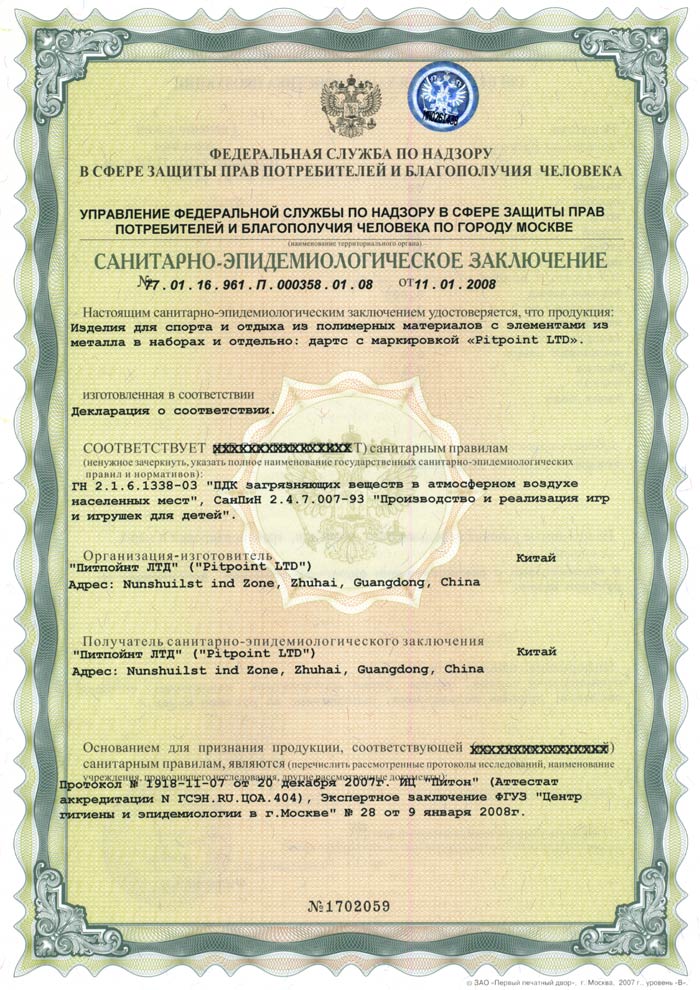 ФЕДЕРАЛЬНАЯ СЛУЖБА ПО НАДЗОРУ
В СФЕРЕ ЗАЩИТЫ ПРАВ ПОТРЕБИТЕЛЕЙ И БЛАГОПОЛУЧИЯ ЧЕЛОВЕКА
УПРАВЛЕНИЕ ФЕДЕРАЛЬНОЙ СЛУЖБЫ ПО НАДЗОРУ В СФЕРЕ ЗАЩИТЫ ПРАВ
ПОТРЕБИТЕЛЕЙ И БЛАГОПОЛУЧИЯ ЧЕЛОВЕКА ПО ГОРОДУ МОСКВЕ
(наименование территориального органа)
САНИТАРНО-ЭПИДЕМИОЛОГИЧЕСКОЕ ЗАКЛЮЧЕНИЕ
№ 77.01.16.961.П.000358.01.08 от 11.01.2008
Настоящим санитарно-эпидемиологическим заключением удостоверяется, что продукция:
Изделия для спорта и отдыха из полимерных материалов с элементами из
металла в наборах и отдельно: дартс с маркировкой «Pitpoint LTD».
изготовленная в соответствии
Декларация о соответствии.
СООТВЕТСТВУЕТ Т) санитарным правилам
(ненужное зачеркнуть, указать полное наименование государственных санитарно-эпидемиологических
правил и нормативов):
ГН 2.1.6.1338-03 "ПДК загрязняющих веществ в атмосферном воздухе
населенных мест", СанПиН 2.4.7.007-93 "Производство и реализация игр
и игрушек для детей".
Организация-изготовитель
"Питпойнт ЛТД" ("Pitpoint LTD") Китай
Адрес: Nunshuilst ind Zone, Zhuhai, Guangdong, China
Получатель санитарно-эпидемиологического заключения
"Питпойнт ЛТД" ("Pitpoint LTD") Китай
Адрес: Nunshuilst ind Zone, Zhuhai, Guangdong, China
Основанием для признания продукции, соответствующей )
санитарным правилам, являются (перечислить рассмотренные протоколы исследований, наименование
учреждения, проводившего исследования, другие рассмотренные документы):
Протокол № 1918-11-07 от 20 декабря 2007г. ИЦ "Питон" (Аттестат
аккредитации N ГСЭН.RU.ЦОА.404), Экспертное заключение ФГУЗ "Центр
гигиены и эпидемиологии в г.Москве" № 28 от 9 января 2008г.
№1702059
© ЗАО «Первый печатный двор», г. Москва, 2007 г., уровень «В».